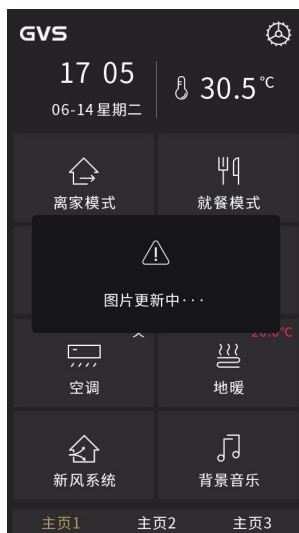 GVS
17 05
06-14 星期二
30.5℃
离家模式
就餐模式
图片更新中···
空调
地暖
新风系统
背景音乐
主页1
主页2
主页3